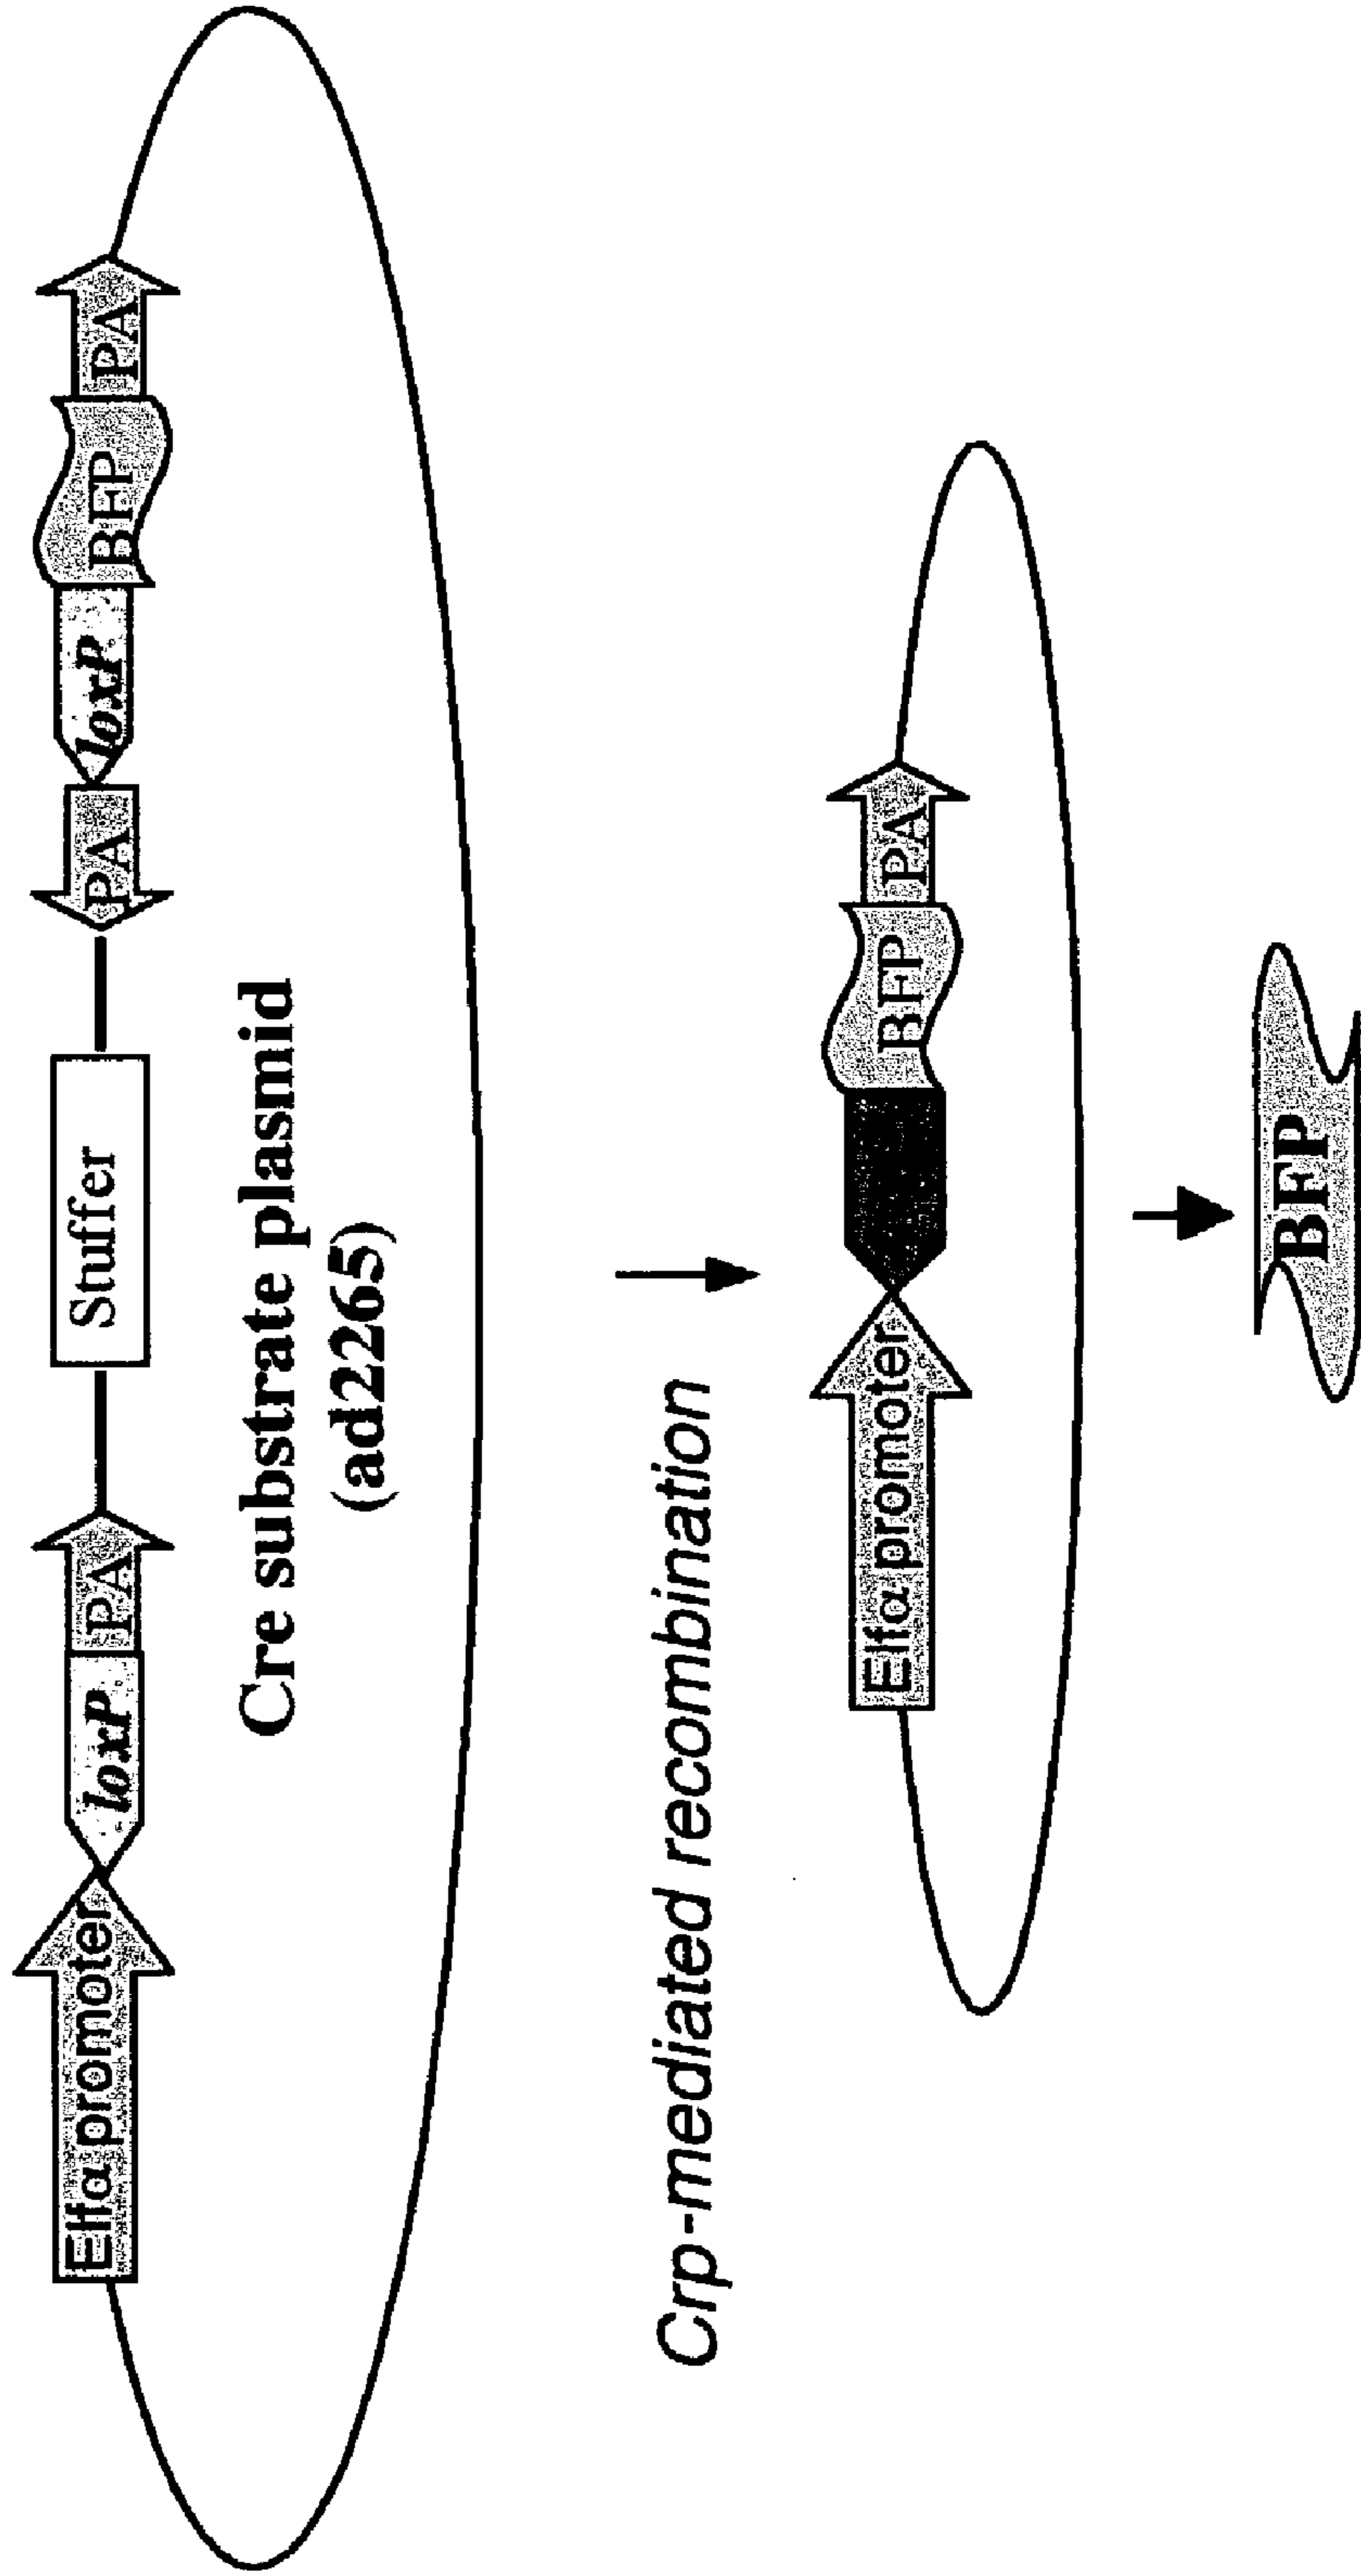 Elfα promoter loxP PA Stuffer PA loxP BFP PA
Cre substrate plasmid
(ad2265)
Crp-mediated recombination
Elfα promoter BFP PA
BFP